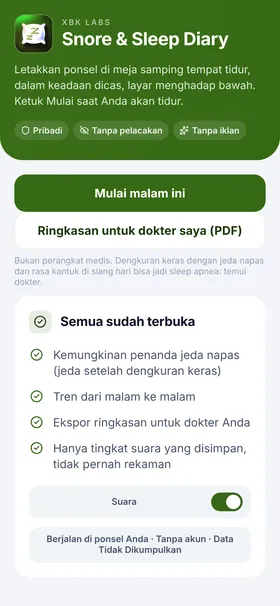 XBK LABS
Snore & Sleep Diary
Letakkan ponsel di meja samping tempat tidur,
dalam keadaan dicas, layar menghadap bawah.
Ketuk Mulai saat Anda akan tidur.
Pribadi
Tanpa pelacakan
Tanpa iklan
Mulai malam ini
Ringkasan untuk dokter saya (PDF)
Bukan perangkat medis. Dengkuran keras dengan jeda napas
dan rasa kantuk di siang hari bisa jadi sleep apnea: temui
dokter.
Semua sudah terbuka
Kemungkinan penanda jeda napas
(jeda setelah dengkuran keras)
Tren dari malam ke malam
Ekspor ringkasan untuk dokter Anda
Hanya tingkat suara yang disimpan,
tidak pernah rekaman
Suara
Berjalan di ponsel Anda · Tanpa akun · Data
Tidak Dikumpulkan